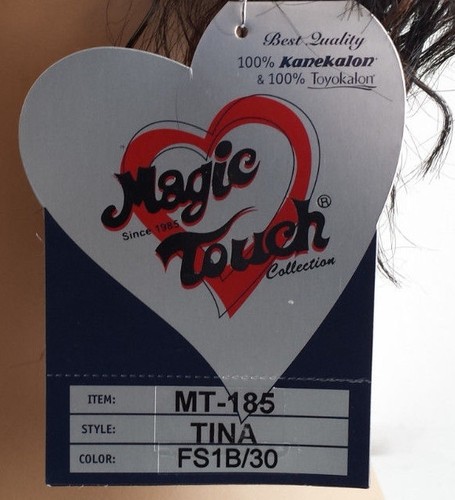 Best Quality
100% Kanekalon®
& 100% Toyokalon®
Magic
Since 1985
Touch®
Collection
ITEM: MT-185
STYLE: TINA
COLOR: FS1B/30